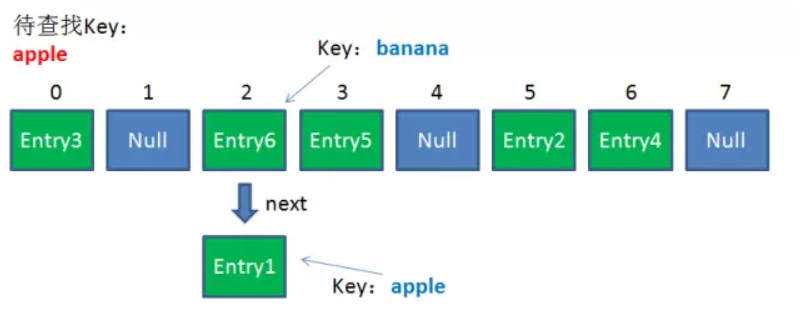 待查找Key：
apple
Key：banana
0 1 2 3 4 5 6 7
Entry3 Null Entry6 Entry5 Null Entry2 Entry4 Null
next
Entry1
Key：apple